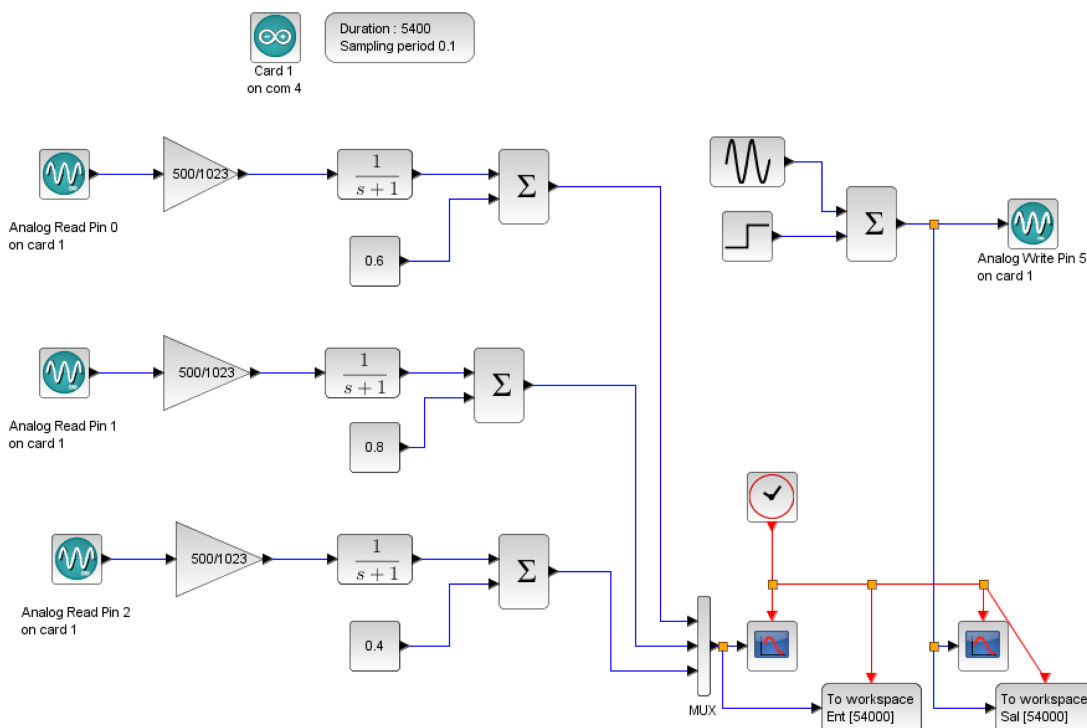 Duration : 5400
Sampling period 0.1
Card 1
on com 4
500/1023
1
s + 1
Σ
0.6
Analog Read Pin 0
on card 1
Σ
Analog Write Pin 5
on card 1
500/1023
1
s + 1
Σ
0.8
Analog Read Pin 1
on card 1
500/1023
1
s + 1
Σ
0.4
Analog Read Pin 2
on card 1
MUX
To workspace
Ent [54000]
To workspace
Sal [54000]